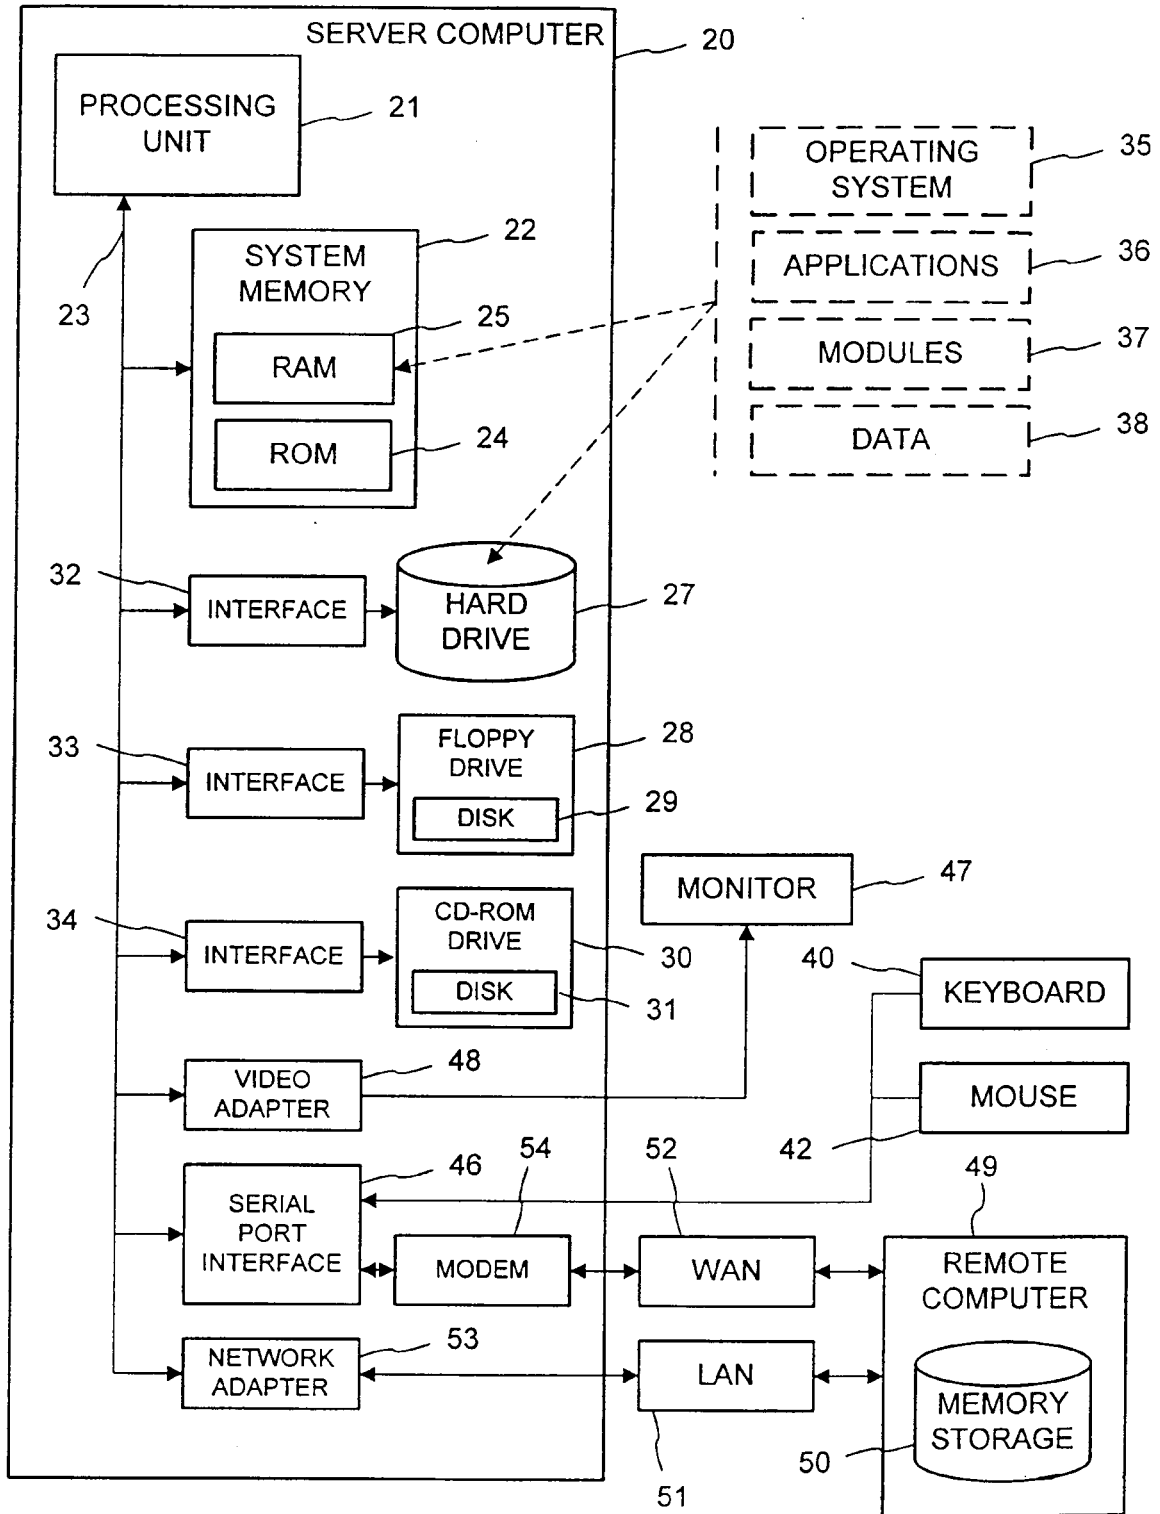 SERVER COMPUTER
20
PROCESSING
UNIT
21
23
SYSTEM
MEMORY
22
RAM
25
ROM
24
OPERATING
SYSTEM
35
APPLICATIONS
36
MODULES
37
DATA
38
32
INTERFACE
HARD
DRIVE
27
33
INTERFACE
FLOPPY
DRIVE
28
DISK
29
34
INTERFACE
CD-ROM
DRIVE
30
DISK
31
MONITOR
47
40
KEYBOARD
MOUSE
42
VIDEO
ADAPTER
48
SERIAL
PORT
INTERFACE
46
MODEM
54
WAN
52
REMOTE
COMPUTER
49
NETWORK
ADAPTER
53
LAN
51
MEMORY
STORAGE
50